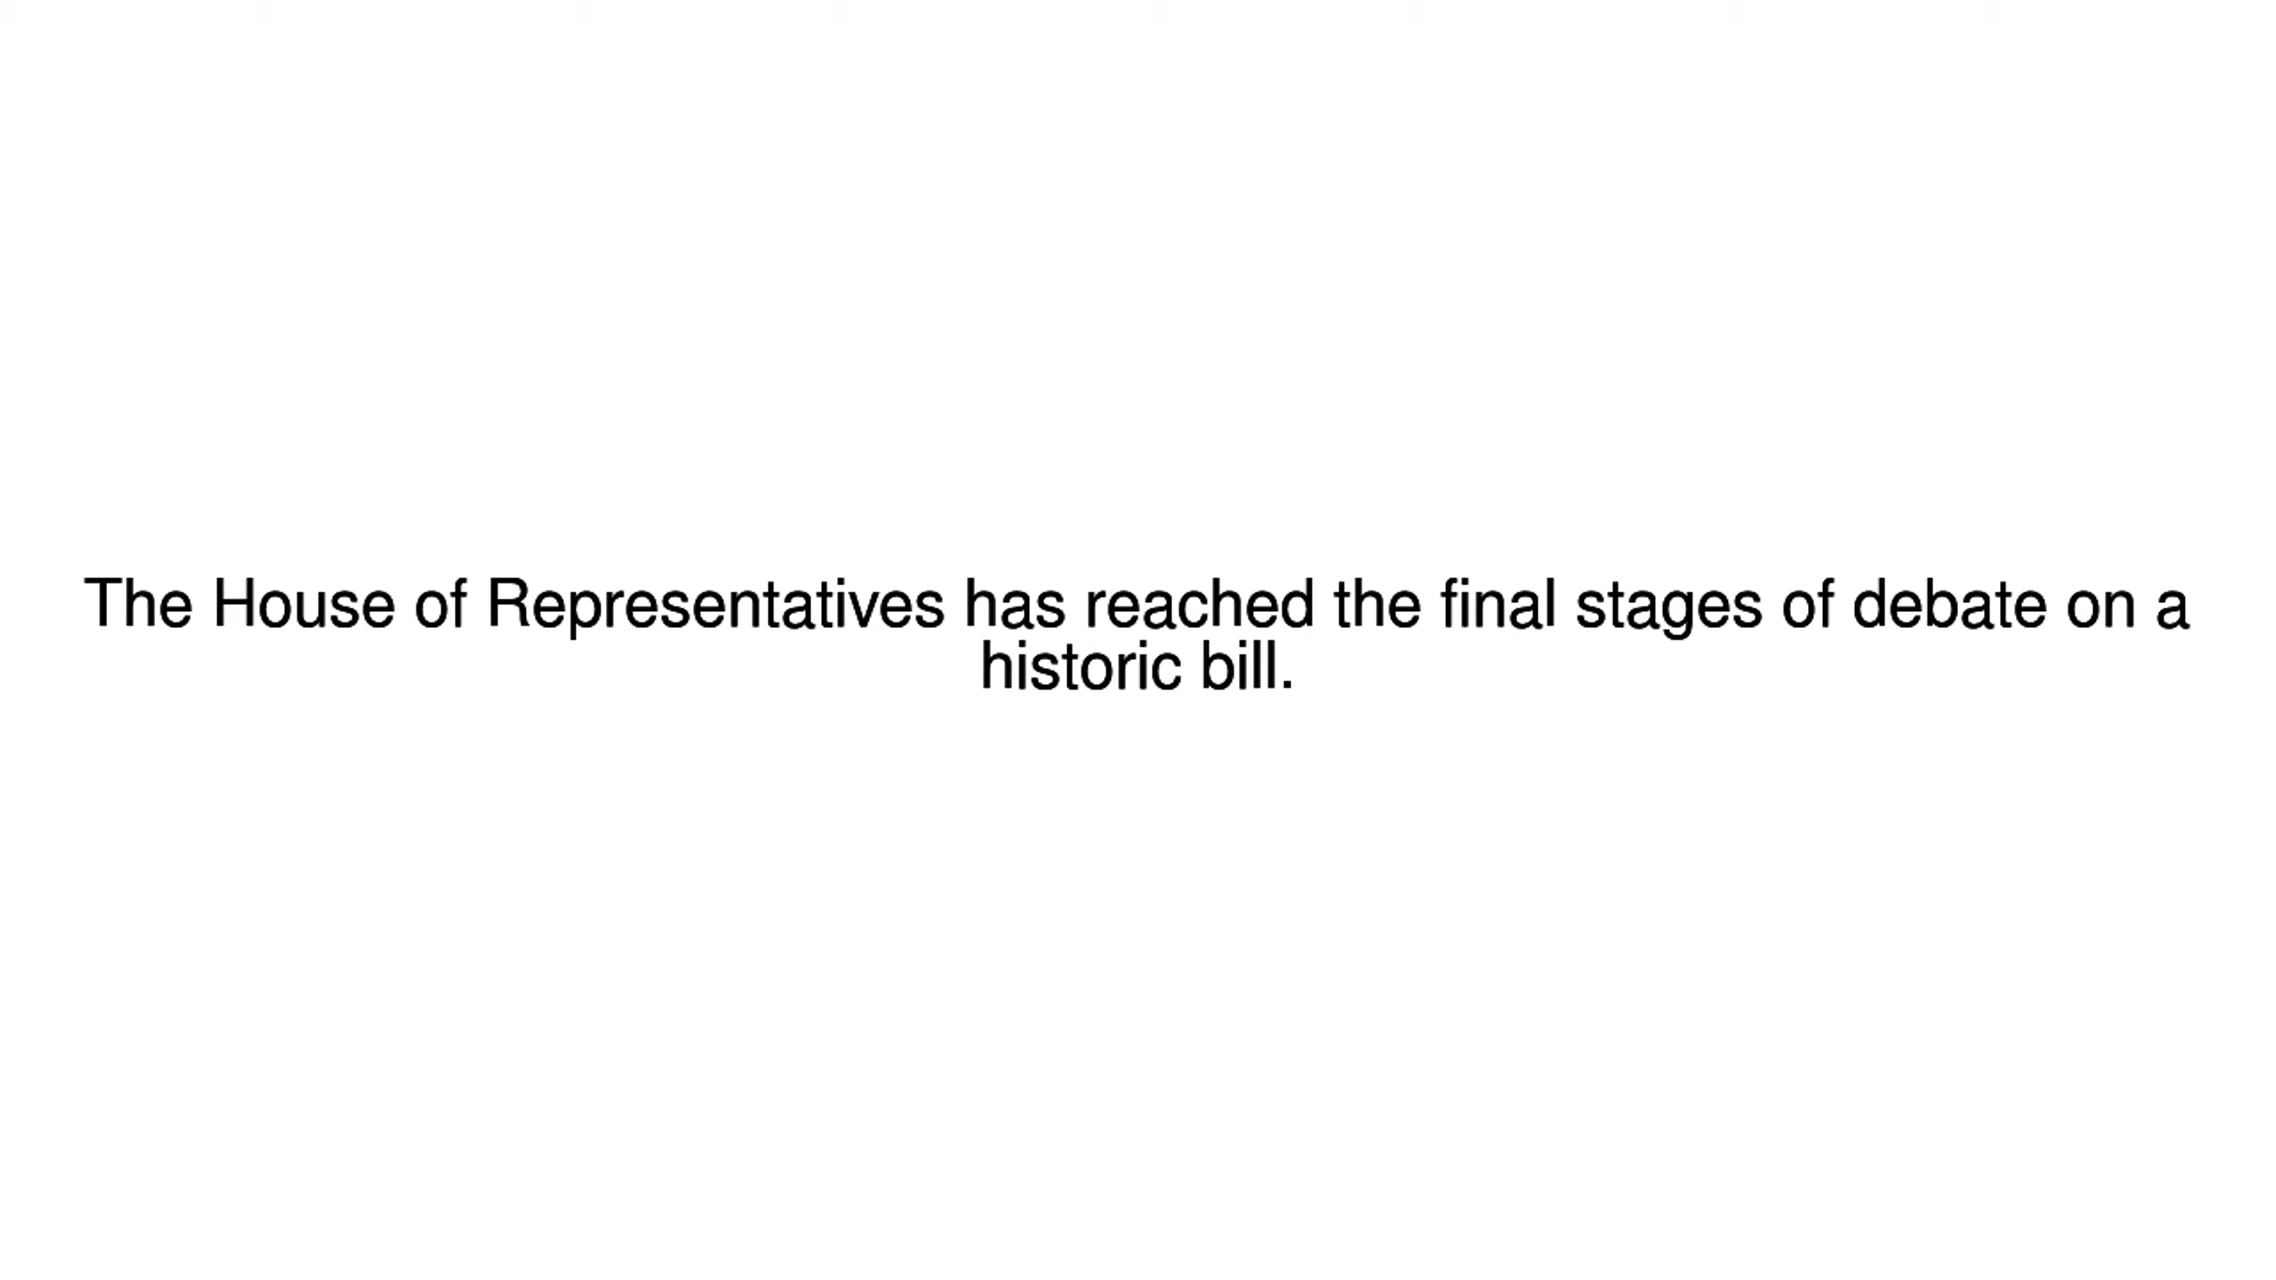 The House of Representatives has reached the final stages of debate on a
historic bill.